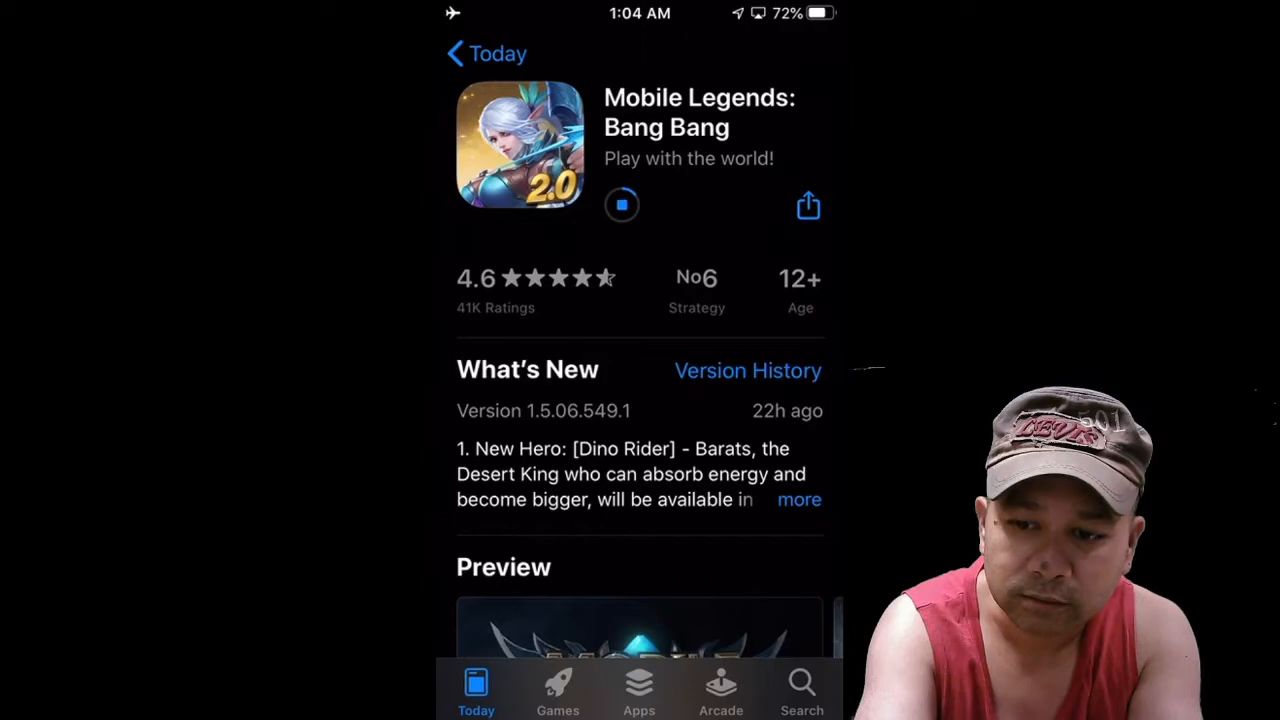 1:04 AM
72%
Today
Mobile Legends:
Bang Bang
Play with the world!
2.0
4.6
No6
12+
41K Ratings
Strategy
Age
What’s New
Version History
Version 1.5.06.549.1
22h ago
1. New Hero: [Dino Rider] - Barats, the
Desert King who can absorb energy and
become bigger, will be available in more
Preview
Today
Games
Apps
Arcade
Search
501
LEVI'S